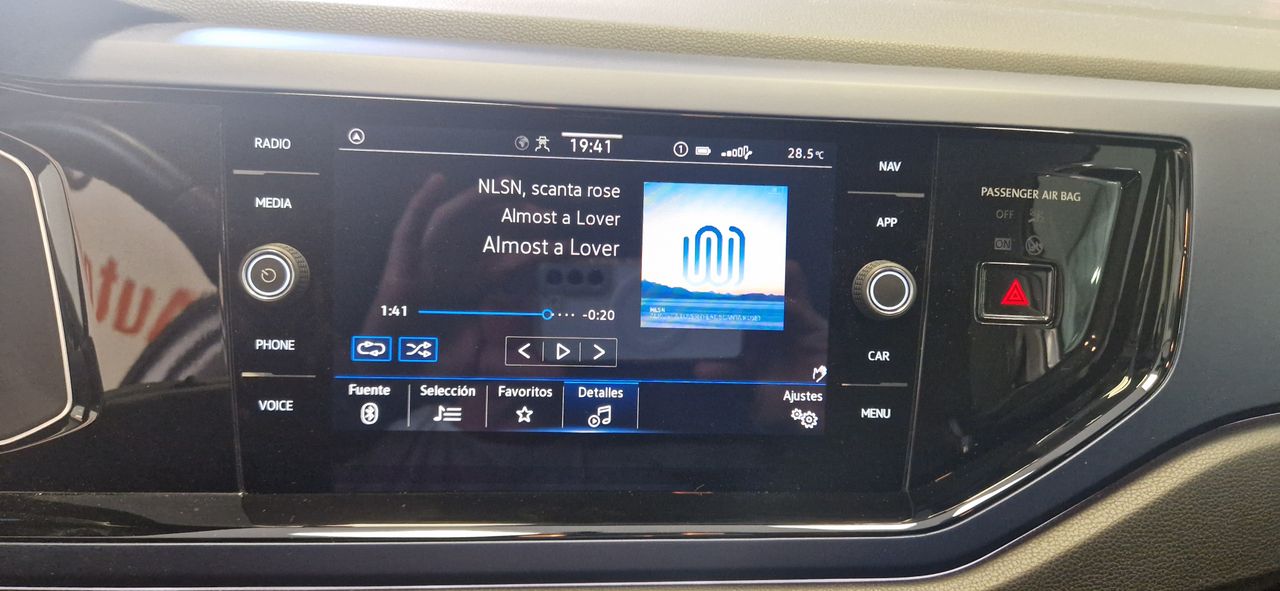 RADIO
MEDIA
PHONE
VOICE
19:41
1
28.5°C
NLSN, scanta rose
Almost a Lover
Almost a Lover
NLSN
1:41
-0:20
Fuente
Selección
Favoritos
Detalles
Ajustes
NAV
APP
CAR
MENU
PASSENGER AIR BAG
OFF
ON